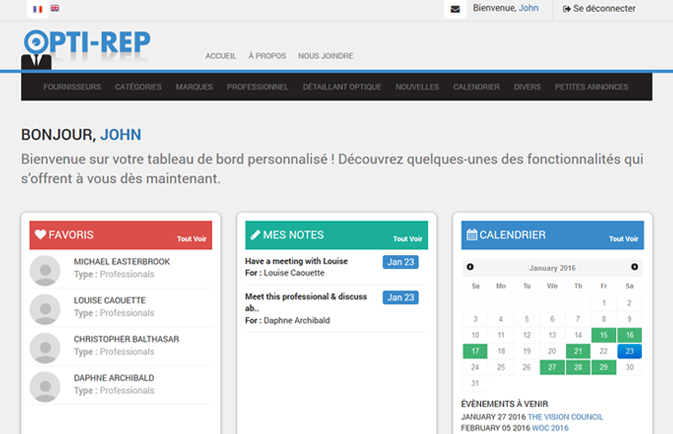 Bienvenue, John
Se déconnecter
OPTI-REP
ACCUEIL À PROPOS NOUS JOINDRE
FOURNISSEURS CATÉGORIES MARQUES PROFESSIONNEL DÉTAILLANT OPTIQUE NOUVELLES CALENDRIER DIVERS PETITES ANNONCES
BONJOUR, JOHN
Bienvenue sur votre tableau de bord personnalisé ! Découvrez quelques-unes des fonctionnalités qui
s'offrent à vous dès maintenant.
FAVORIS Tout Voir
MICHAEL EASTERBROOK
Type : Professionals
LOUISE CAOUETTE
Type : Professionals
CHRISTOPHER BALTHASAR
Type : Professionals
DAPHNE ARCHIBALD
Type : Professionals
MES NOTES Tout Voir
Have a meeting with Louise Jan 23
For : Louise Caouette
Meet this professional & discuss Jan 23
ab..
For : Daphne Archibald
CALENDRIER Tout Voir
January 2016
Su Mo Tu We Th Fr Sa
1 2
3 4 5 6 7 8 9
10 11 12 13 14 15 16
17 18 19 20 21 22 23
24 25 26 27 28 29 30
31
ÉVÈNEMENTS À VENIR
JANUARY 27 2016 THE VISION COUNCIL
FEBRUARY 05 2016 WOC 2016